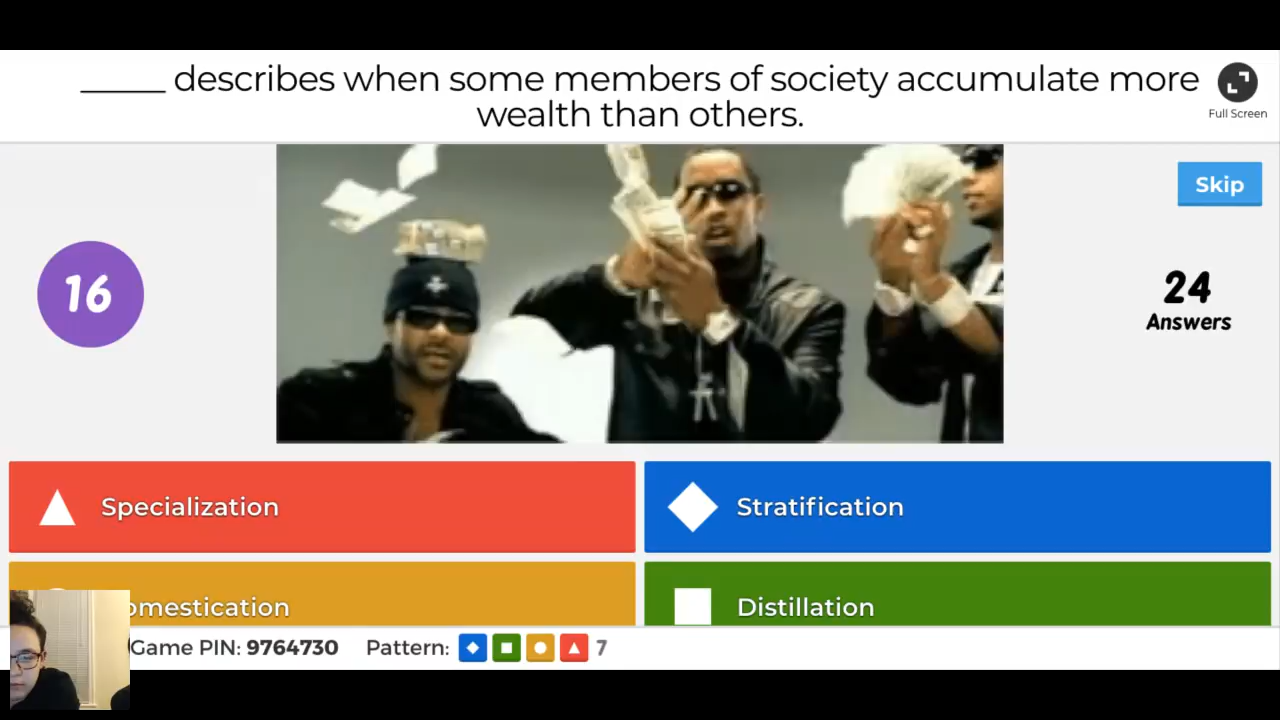 _____ describes when some members of society accumulate more
wealth than others.
Full Screen
Skip
16
24
Answers
Specialization
Stratification
omestication
Distillation
Game PIN: 9764730 Pattern: 7